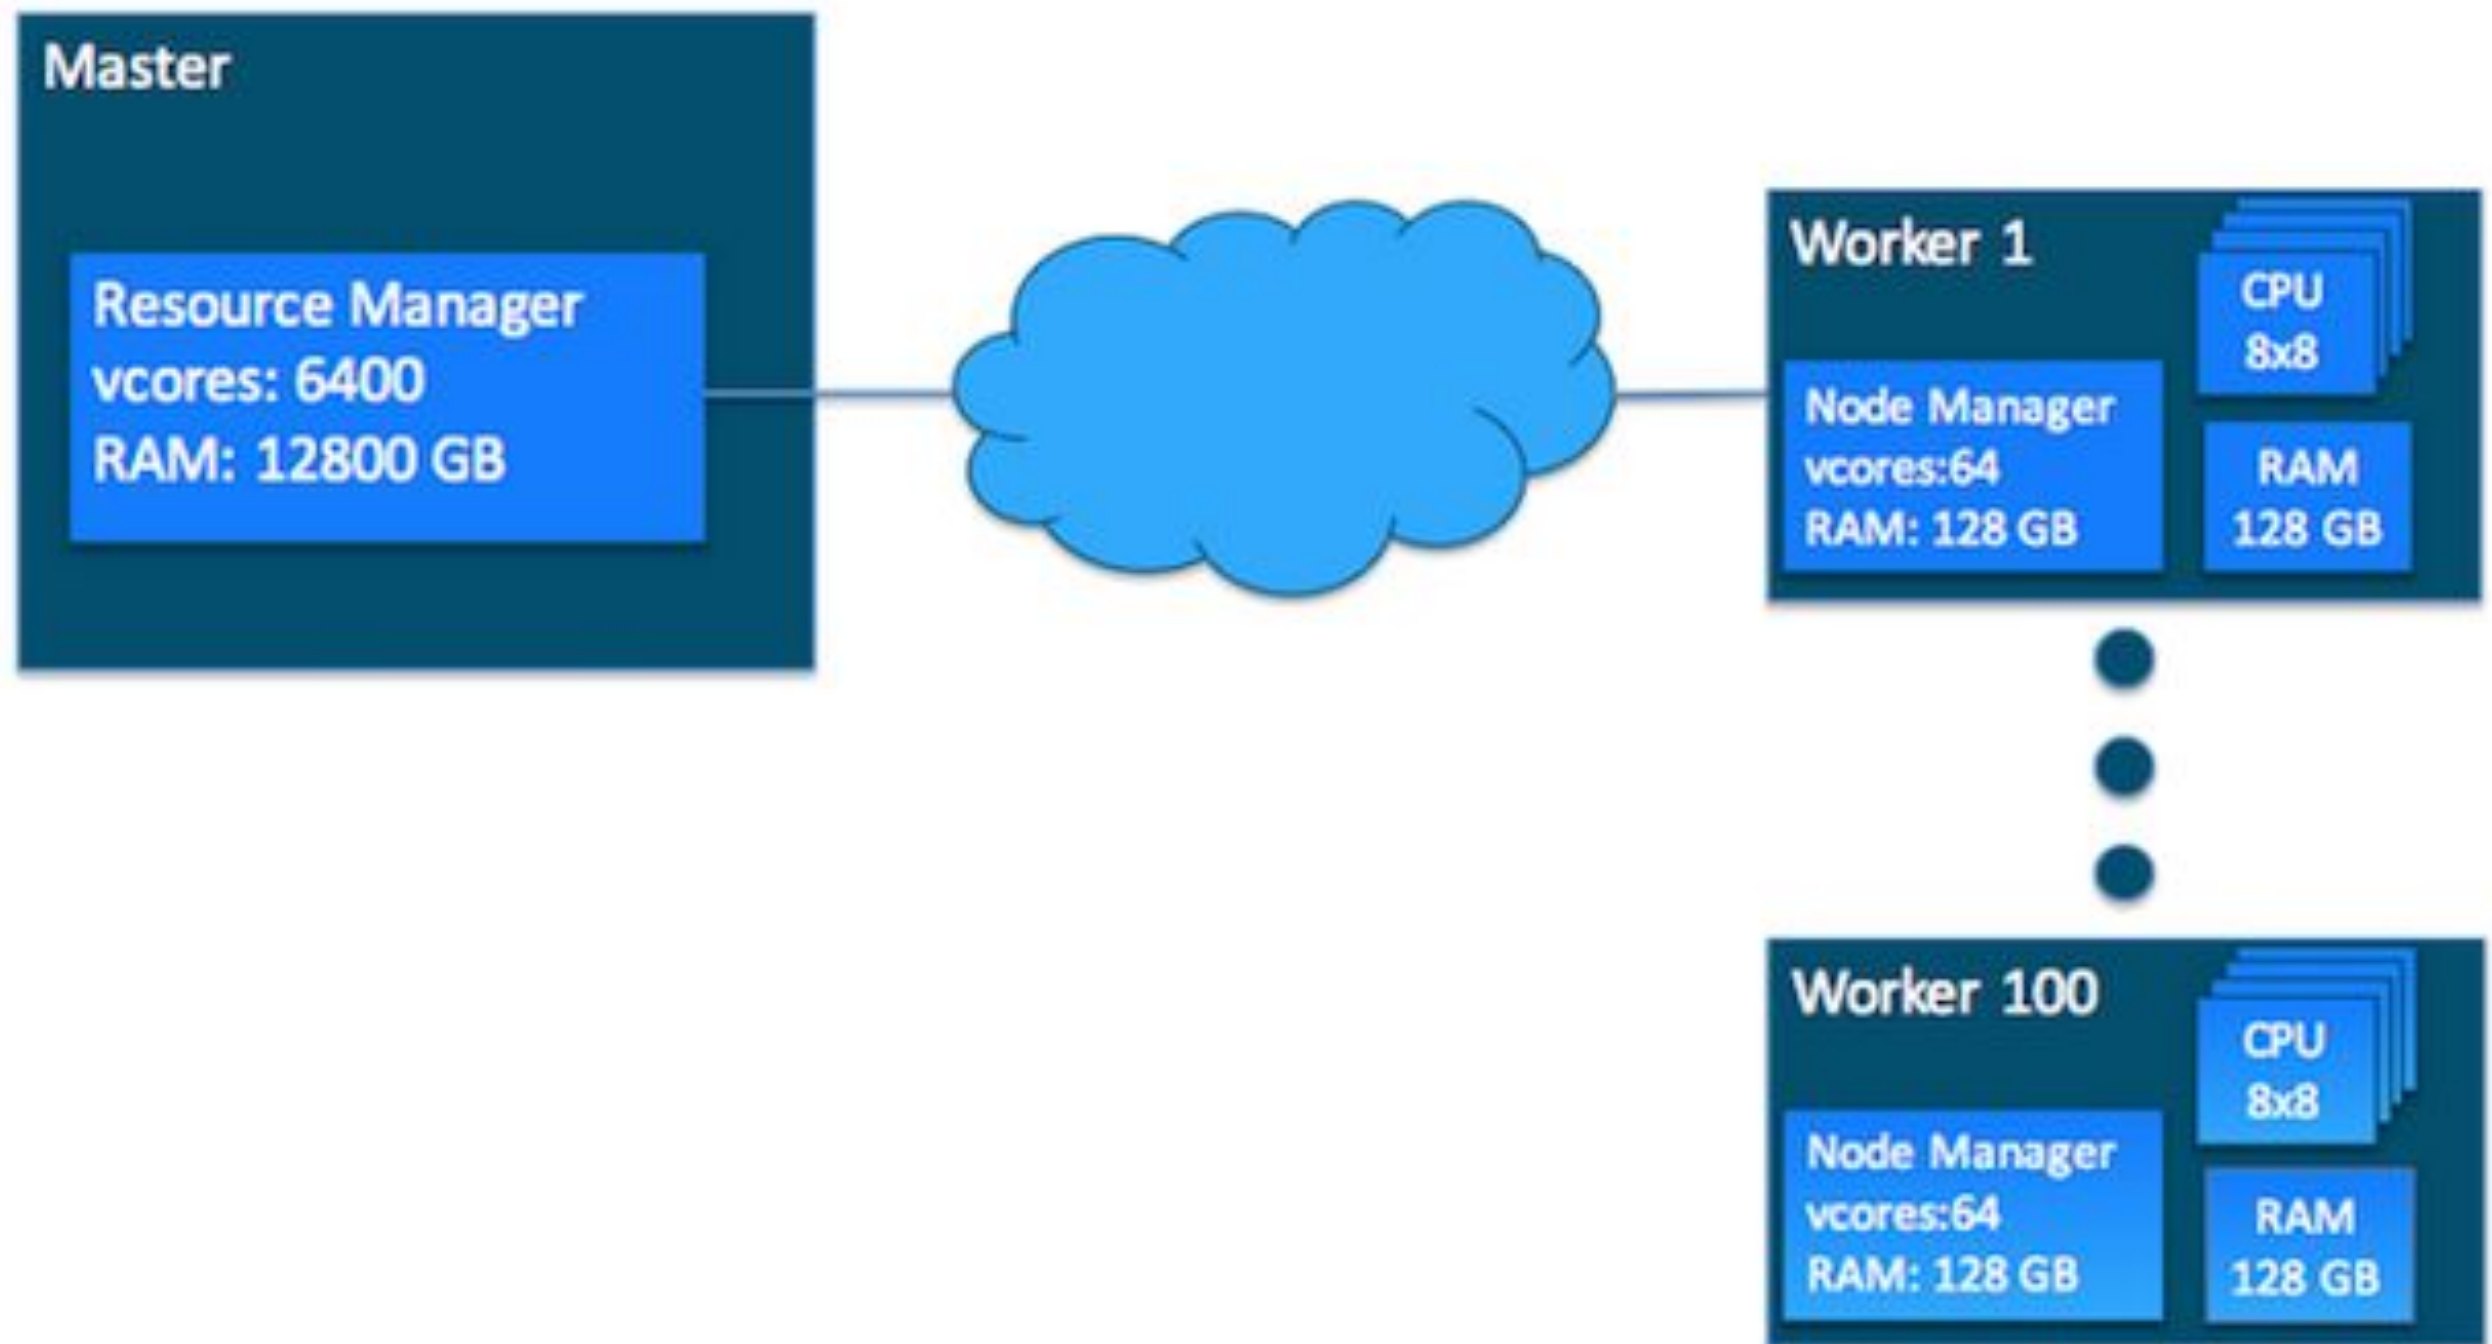 Master
Resource Manager
vcores: 6400
RAM: 12800 GB
Worker 1
CPU
8x8
Node Manager
vcores:64
RAM: 128 GB
RAM
128 GB
Worker 100
CPU
8x8
Node Manager
vcores:64
RAM: 128 GB
RAM
128 GB